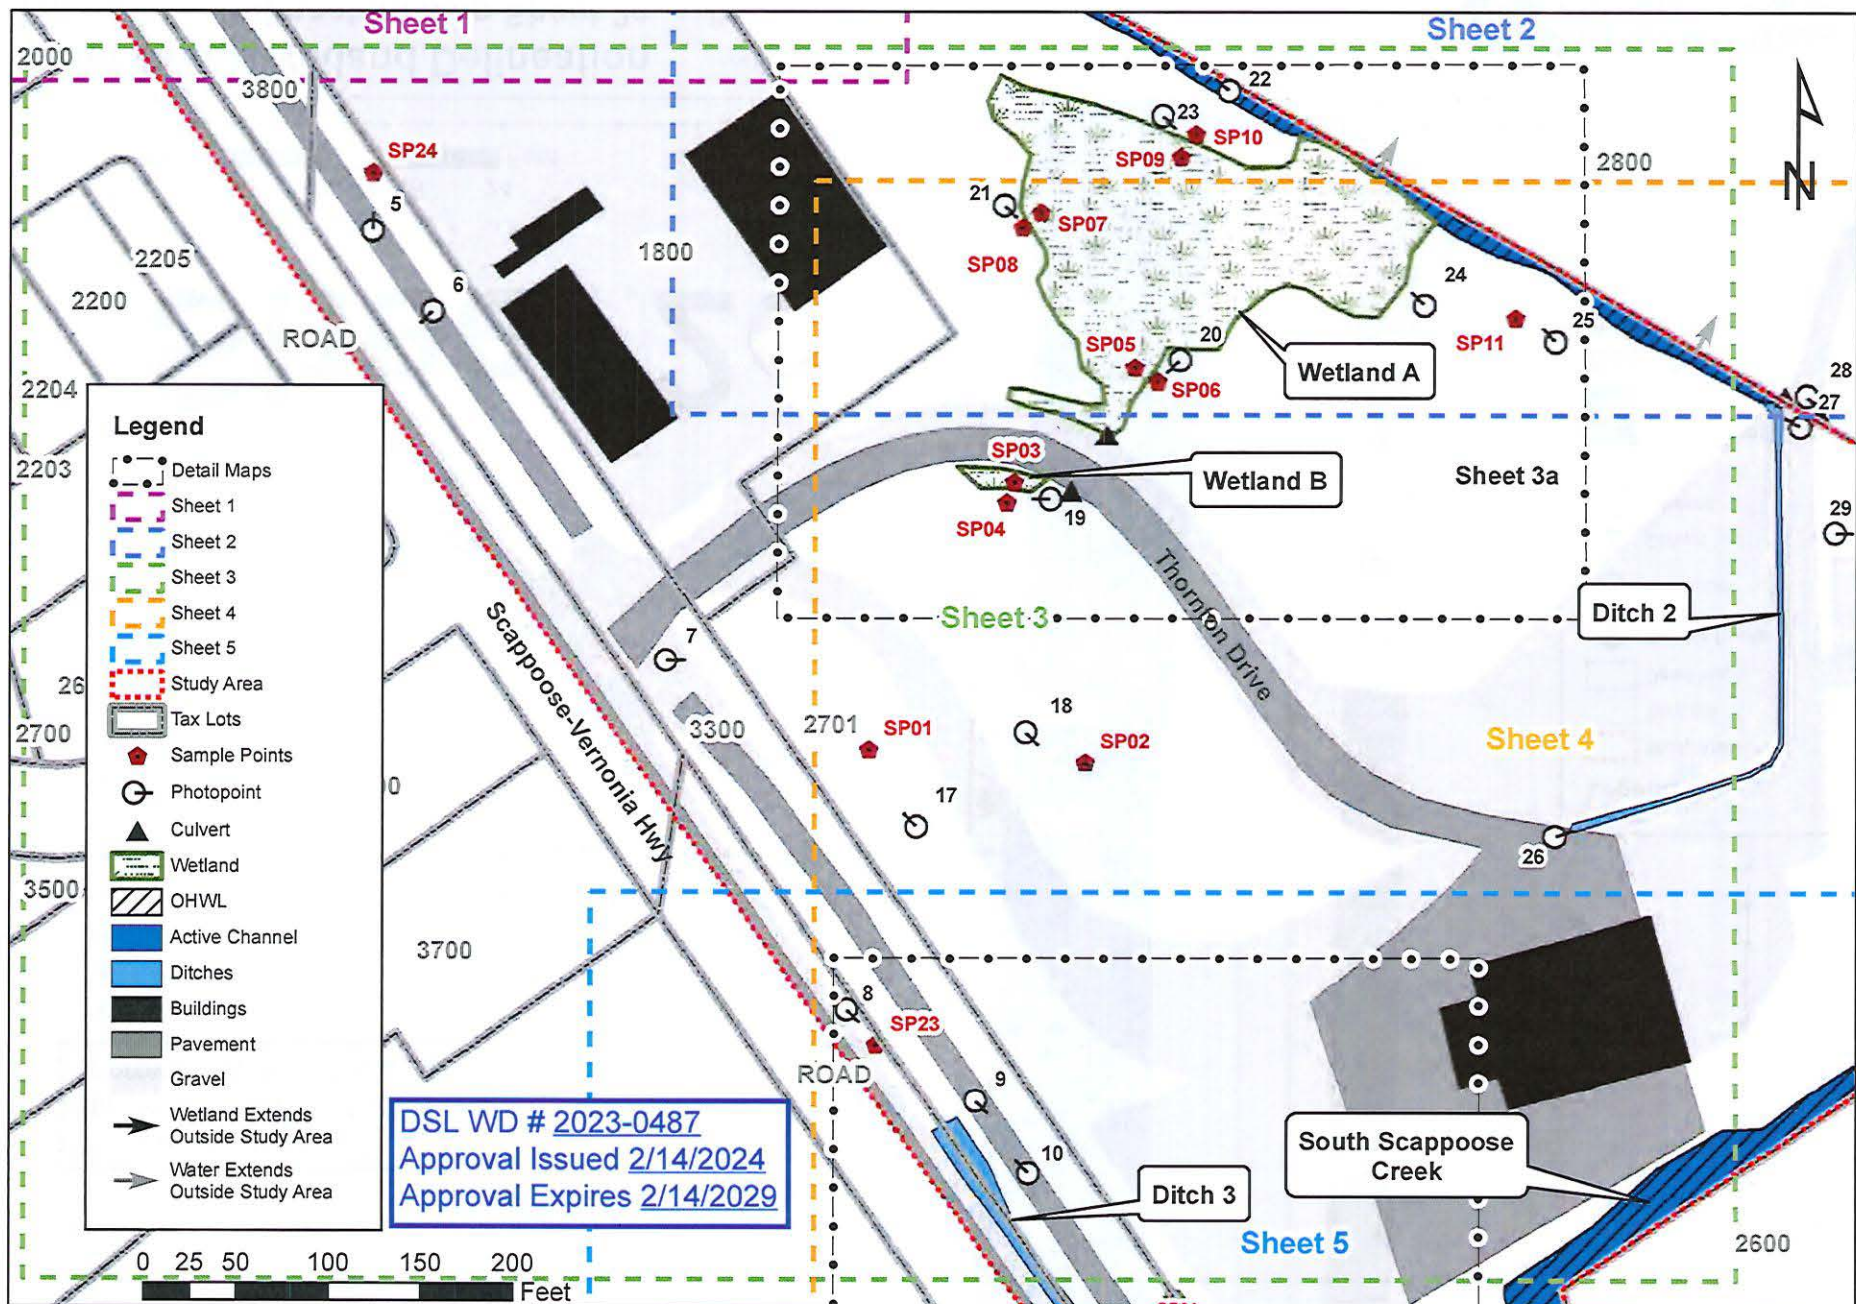 Sheet 1
Sheet 2
2000
3800
22
23
SP10
SP24
SP09
2800
5
21
SP07
2205
1800
SP08
24
2200
6
25
ROAD
SP05
20
SP11
SP06
Wetland A
2204
28
27
Legend
Detail Maps
Sheet 1
Sheet 2
Sheet 3
Sheet 4
Sheet 5
Study Area
Tax Lots
Sample Points
Photopoint
Culvert
Wetland
OHWL
Active Channel
Ditches
Buildings
Pavement
Gravel
Wetland Extends
Outside Study Area
Water Extends
Outside Study Area
2203
SP03
Wetland B
Sheet 3a
SP04
19
29
Scappoose-Vernonia Hwy
Thornton Drive
Ditch 2
Sheet 3
7
26
2700
3300
2701
SP01
18
SP02
Sheet 4
17
26
3500
3700
8
SP23
ROAD
9
10
DSL WD # 2023-0487
Approval Issued 2/14/2024
Approval Expires 2/14/2029
Ditch 3
South Scappoose
Creek
Sheet 5
2600
0 25 50 100 150 200
Feet
N